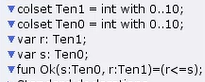 colset Ten1 = int with 0..10;
colset Ten0 = int with 0..10;
var r: Ten1;
var s: Ten0;
fun Ok(s:Ten0, r:Ten1)=(r<=s);